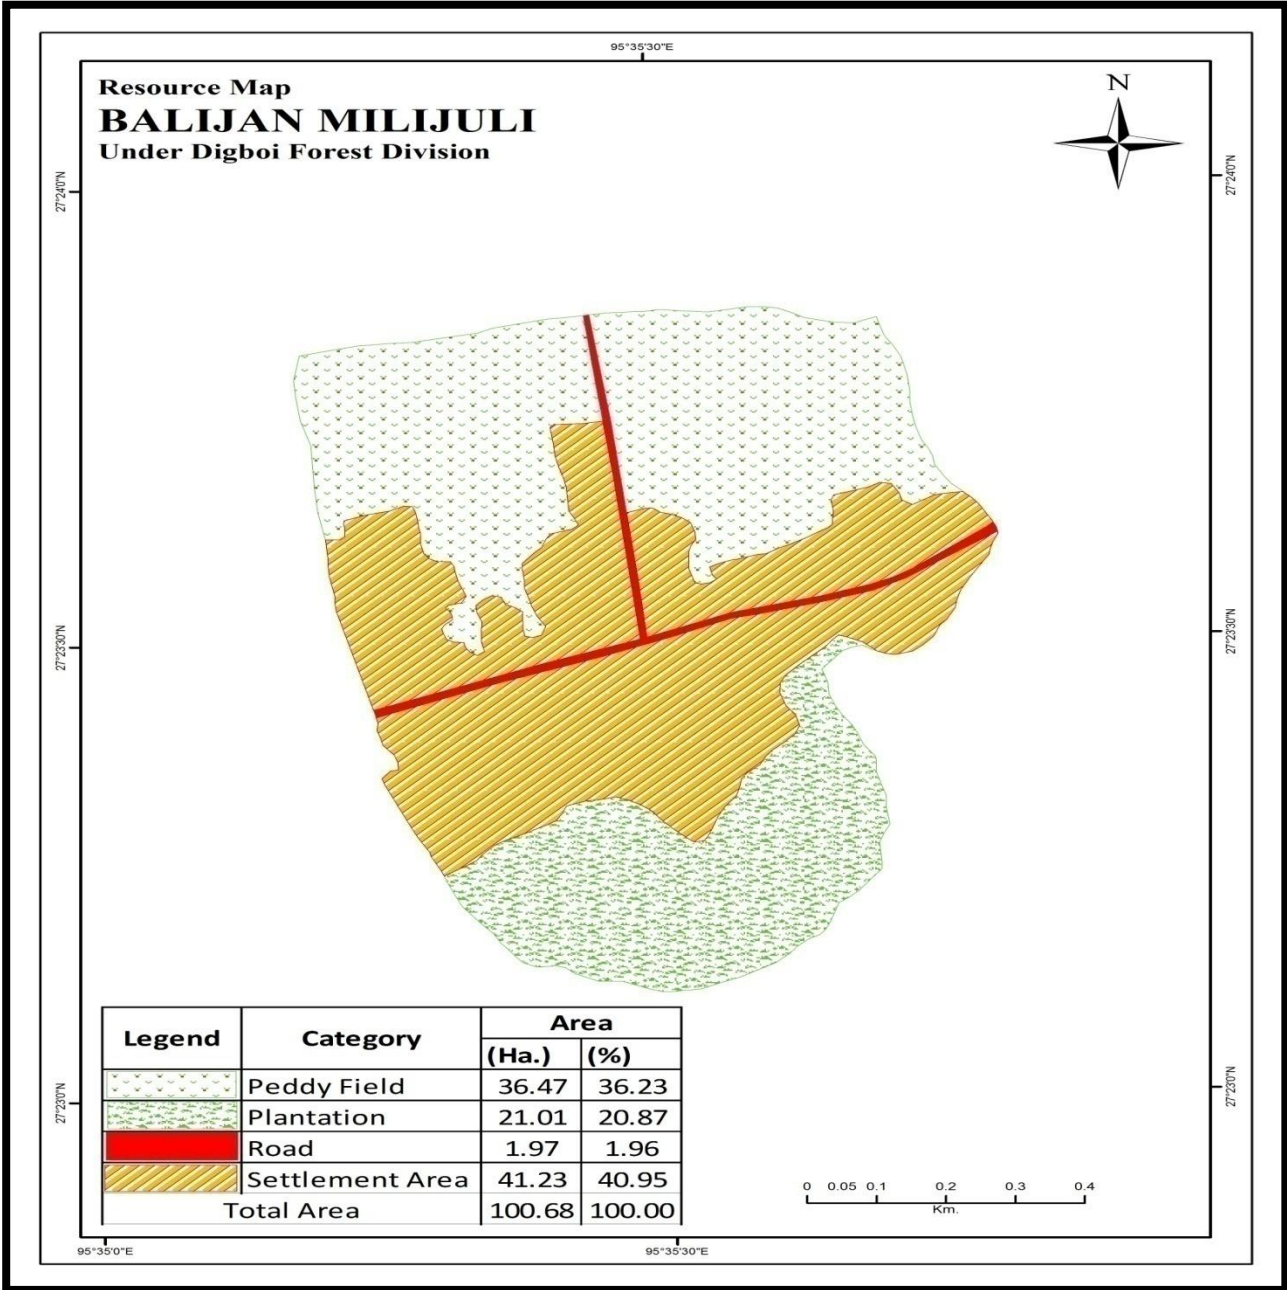 95°35'30"E
Resource Map
BALIJAN MILIJULI
Under Digboi Forest Division
N
27°24'0"N
27°24'0"N
27°23'30"N
27°23'30"N
27°23'0"N
27°23'0"N
Legend Category Area
(Ha.) (%)
Peddy Field 36.47 36.23
Plantation 21.01 20.87
Road 1.97 1.96
Settlement Area 41.23 40.95
Total Area 100.68 100.00
0 0.05 0.1 0.2 0.3 0.4
Km.
95°35'0"E 95°35'30"E